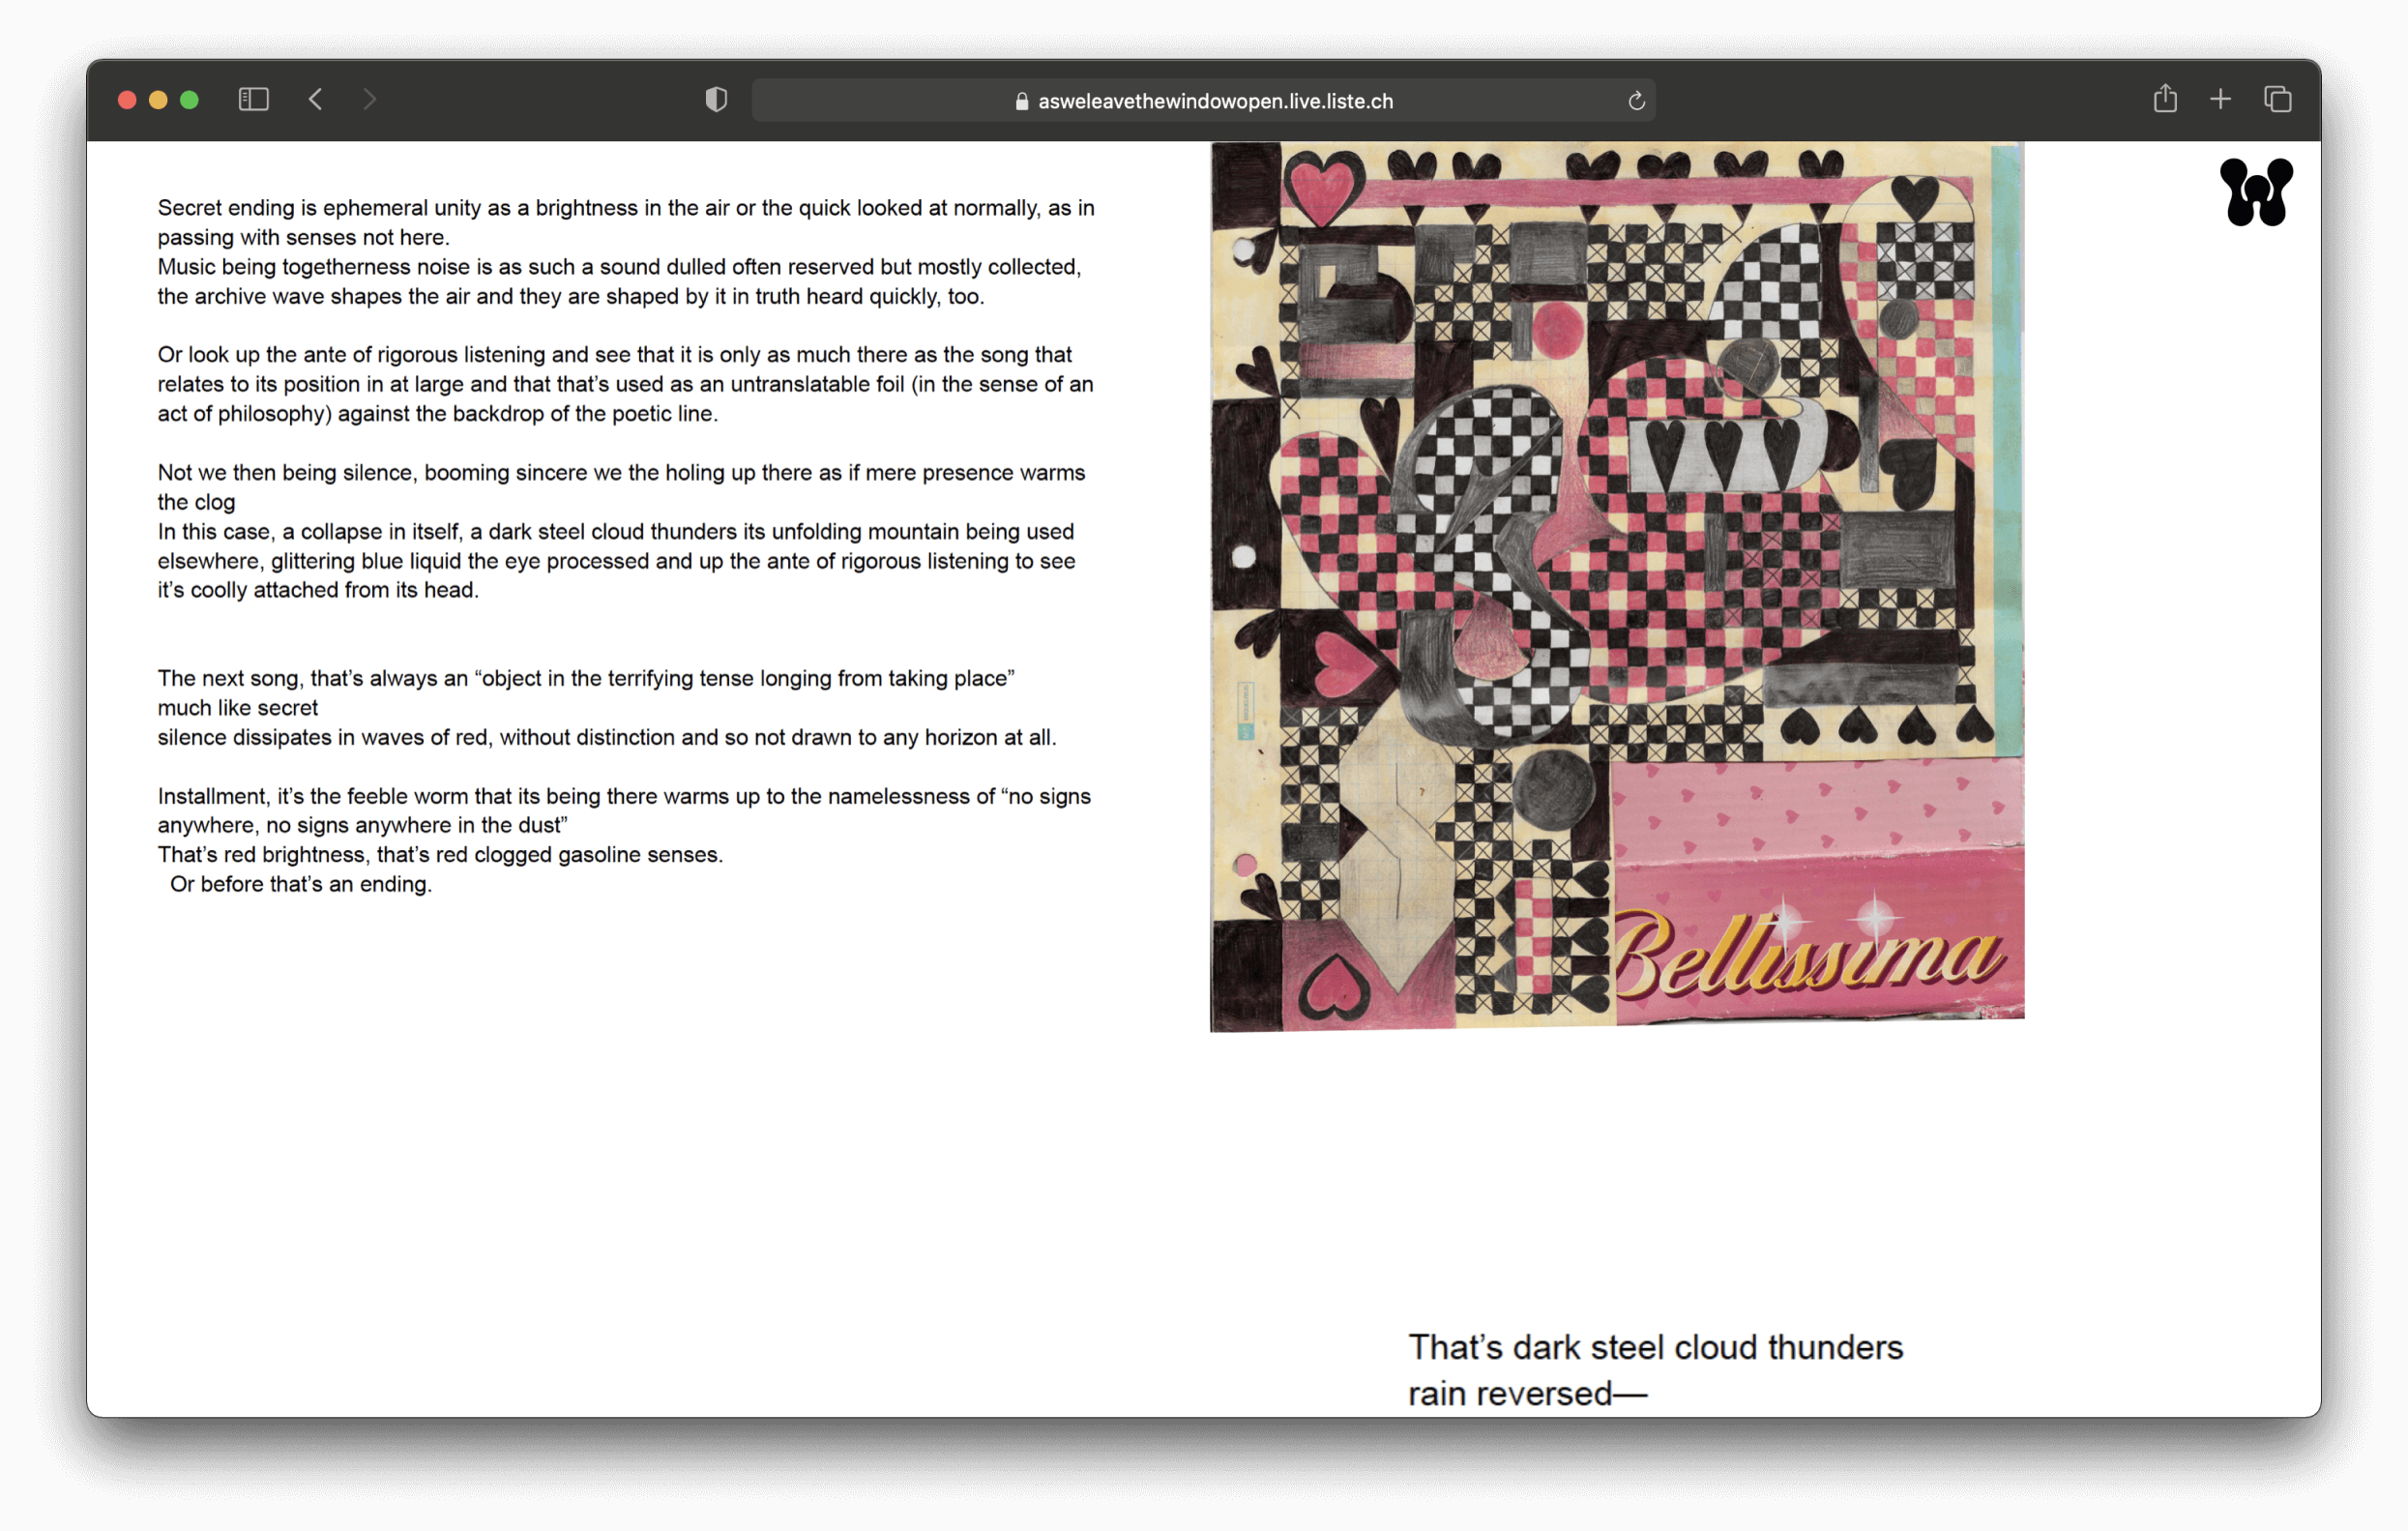 asweleavethewindowopen.live.liste.ch
Secret ending is ephemeral unity as a brightness in the air or the quick looked at normally, as in
passing with senses not here.
Music being togetherness noise is as such a sound dulled often reserved but mostly collected,
the archive wave shapes the air and they are shaped by it in truth heard quickly, too.
Or look up the ante of rigorous listening and see that it is only as much there as the song that
relates to its position in at large and that that’s used as an untranslatable foil (in the sense of an
act of philosophy) against the backdrop of the poetic line.
Not we then being silence, booming sincere we the holing up there as if mere presence warms
the clog
In this case, a collapse in itself, a dark steel cloud thunders its unfolding mountain being used
elsewhere, glittering blue liquid the eye processed and up the ante of rigorous listening to see
it’s coolly attached from its head.
The next song, that’s always an “object in the terrifying tense longing from taking place”
much like secret
silence dissipates in waves of red, without distinction and so not drawn to any horizon at all.
Installment, it’s the feeble worm that its being there warms up to the namelessness of “no signs
anywhere, no signs anywhere in the dust”
That’s red brightness, that’s red clogged gasoline senses.
Or before that’s an ending.
Bellissima
That’s dark steel cloud thunders
rain reversed—